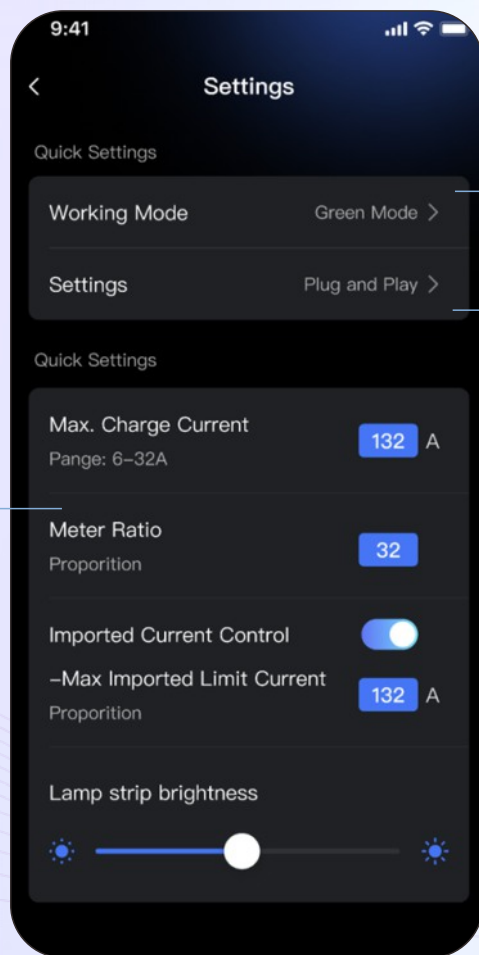 9:41
Settings
Quick Settings
Working Mode Green Mode >
Settings Plug and Play >
Quick Settings
Max. Charge Current
132 A
Pange: 6–32A
Meter Ratio
32
Proporition
Imported Current Control
–Max Imported Limit Current
132 A
Proporition
Lamp strip brightness